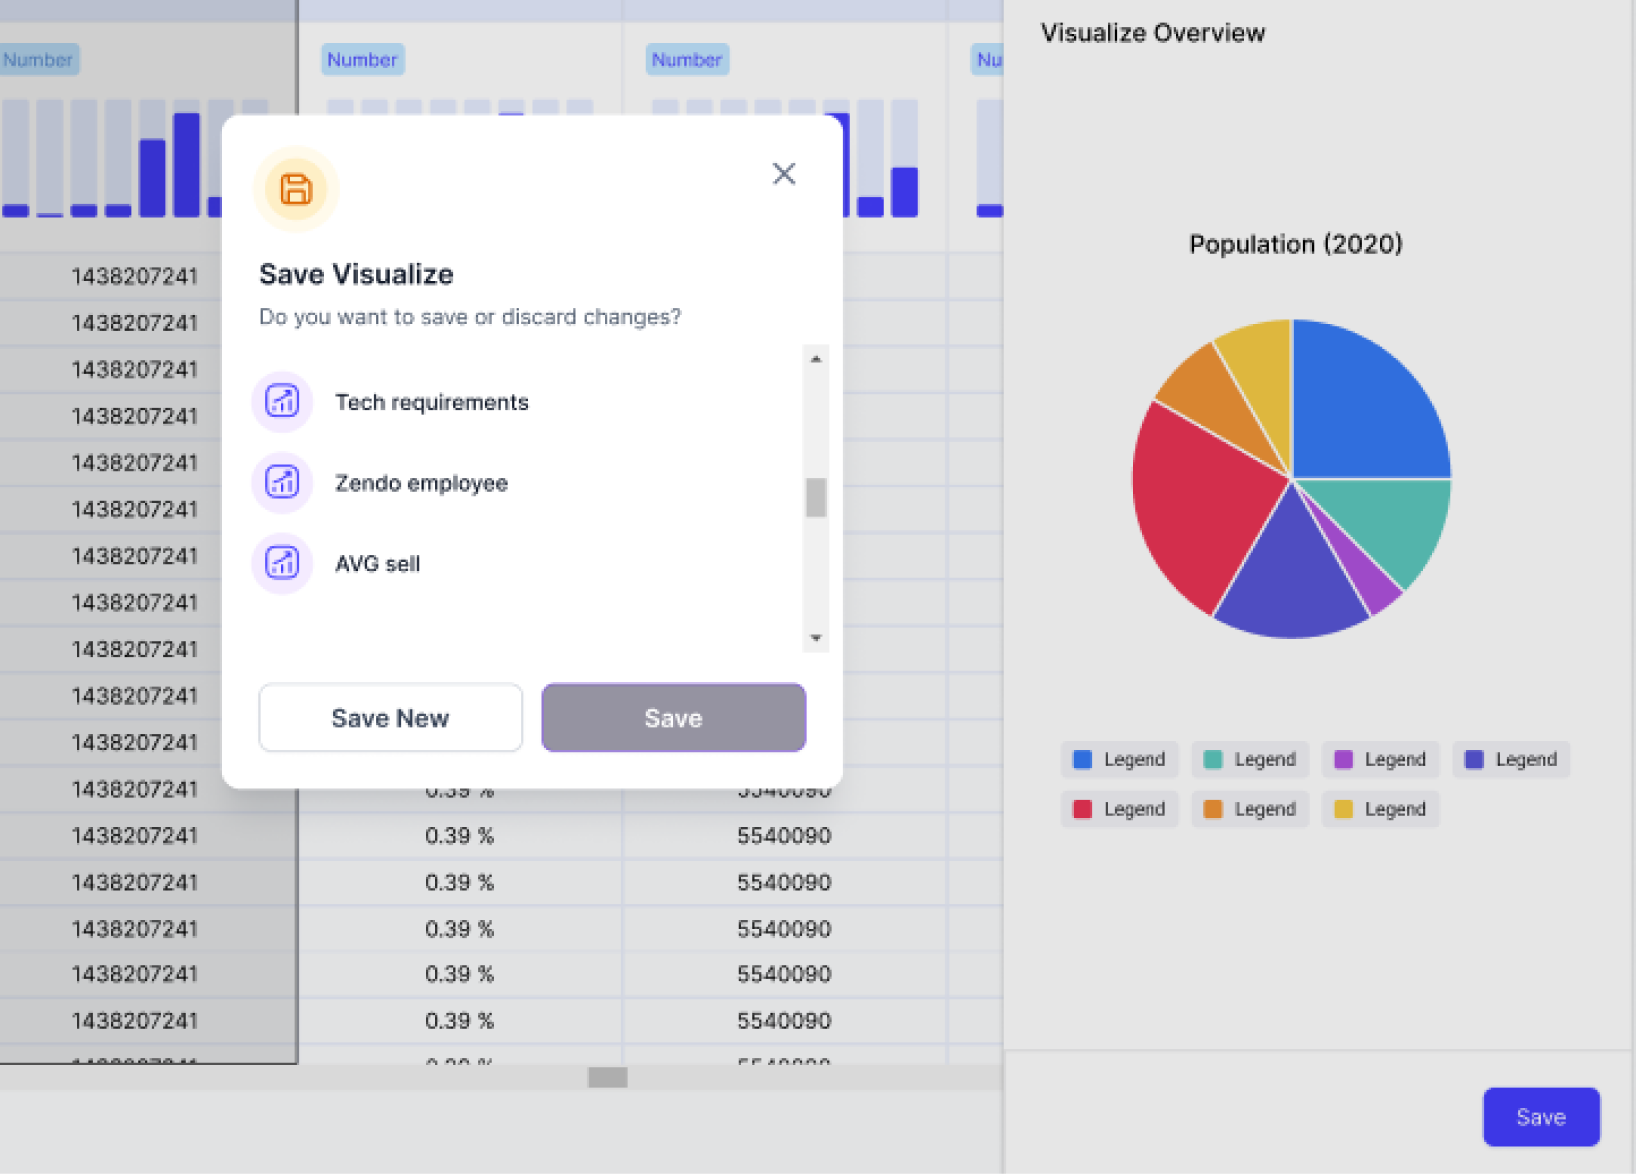 Number
Number
Number
Nu
Visualize Overview
Save Visualize
Do you want to save or discard changes?
Tech requirements
Zendo employee
AVG sell
Save New
Save
Population (2020)
Legend
Legend
Legend
Legend
Legend
Legend
Legend
1438207241
1438207241
1438207241
1438207241
1438207241
1438207241
1438207241
1438207241
1438207241
1438207241
1438207241
1438207241 0.39 % 5540090
1438207241 0.39 % 5540090
1438207241 0.39 % 5540090
1438207241 0.39 % 5540090
1438207241 0.39 % 5540090
1438207241 0.39 % 5540090
Save